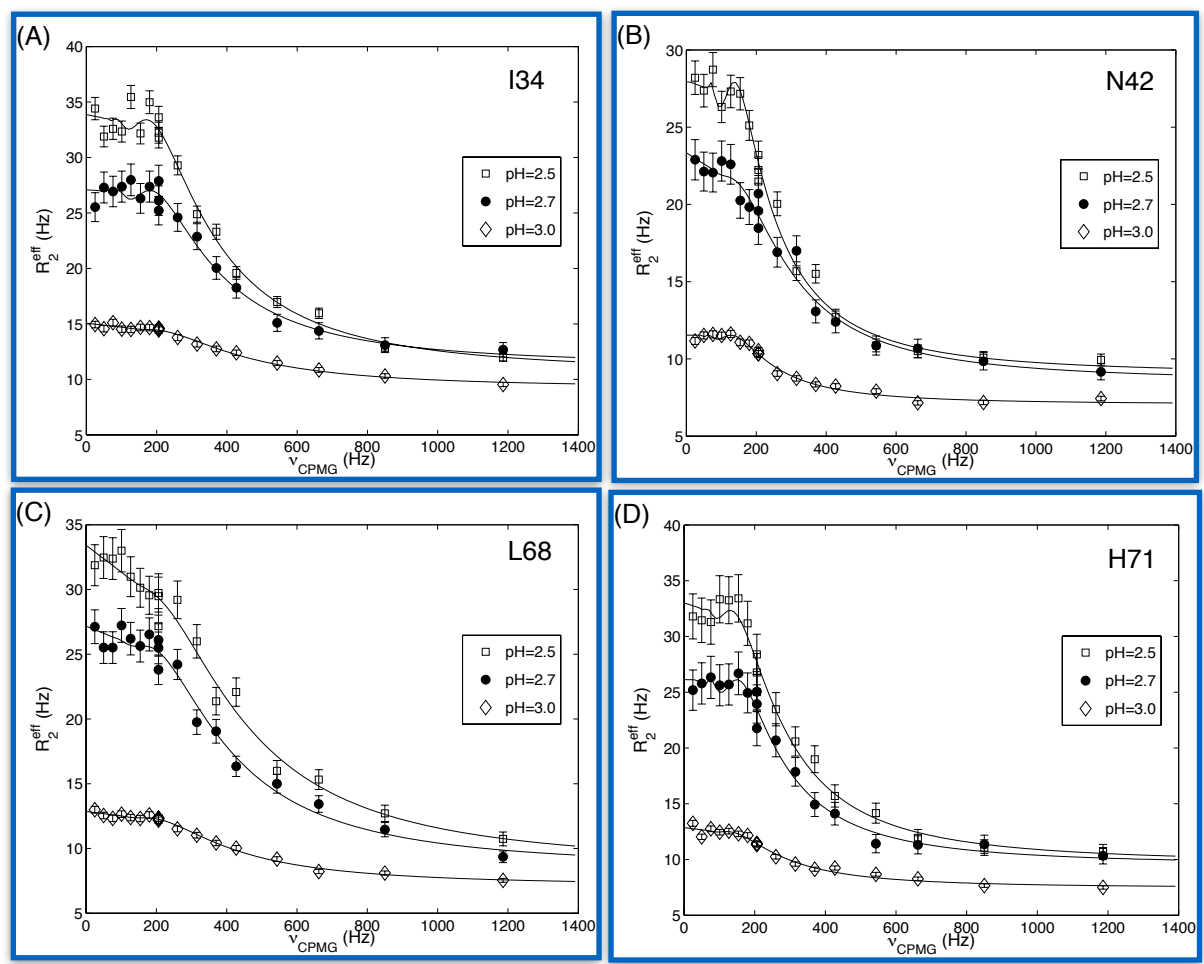 (A)
I34
40
35
30
25
20
15
10
5
R₂ᵉᶠᶠ (Hz)
□ pH=2.5
● pH=2.7
◇ pH=3.0
0 200 400 600 800 1000 1200 1400
ν_CPMG (Hz)
(B)
N42
30
25
20
15
10
5
R₂ᵉᶠᶠ (Hz)
□ pH=2.5
● pH=2.7
◇ pH=3.0
0 200 400 600 800 1000 1200 1400
ν_CPMG (Hz)
(C)
L68
35
30
25
20
15
10
5
R₂ᵉᶠᶠ (Hz)
□ pH=2.5
● pH=2.7
◇ pH=3.0
0 200 400 600 800 1000 1200 1400
ν_CPMG (Hz)
(D)
H71
40
35
30
25
20
15
10
5
R₂ᵉᶠᶠ (Hz)
□ pH=2.5
● pH=2.7
◇ pH=3.0
0 200 400 600 800 1000 1200 1400
ν_CPMG (Hz)